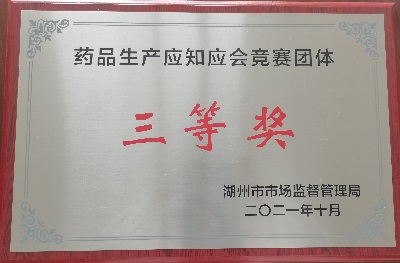 药品生产应知应会竞赛团体
三等奖
湖州市市场监督管理局
二〇二一年十月